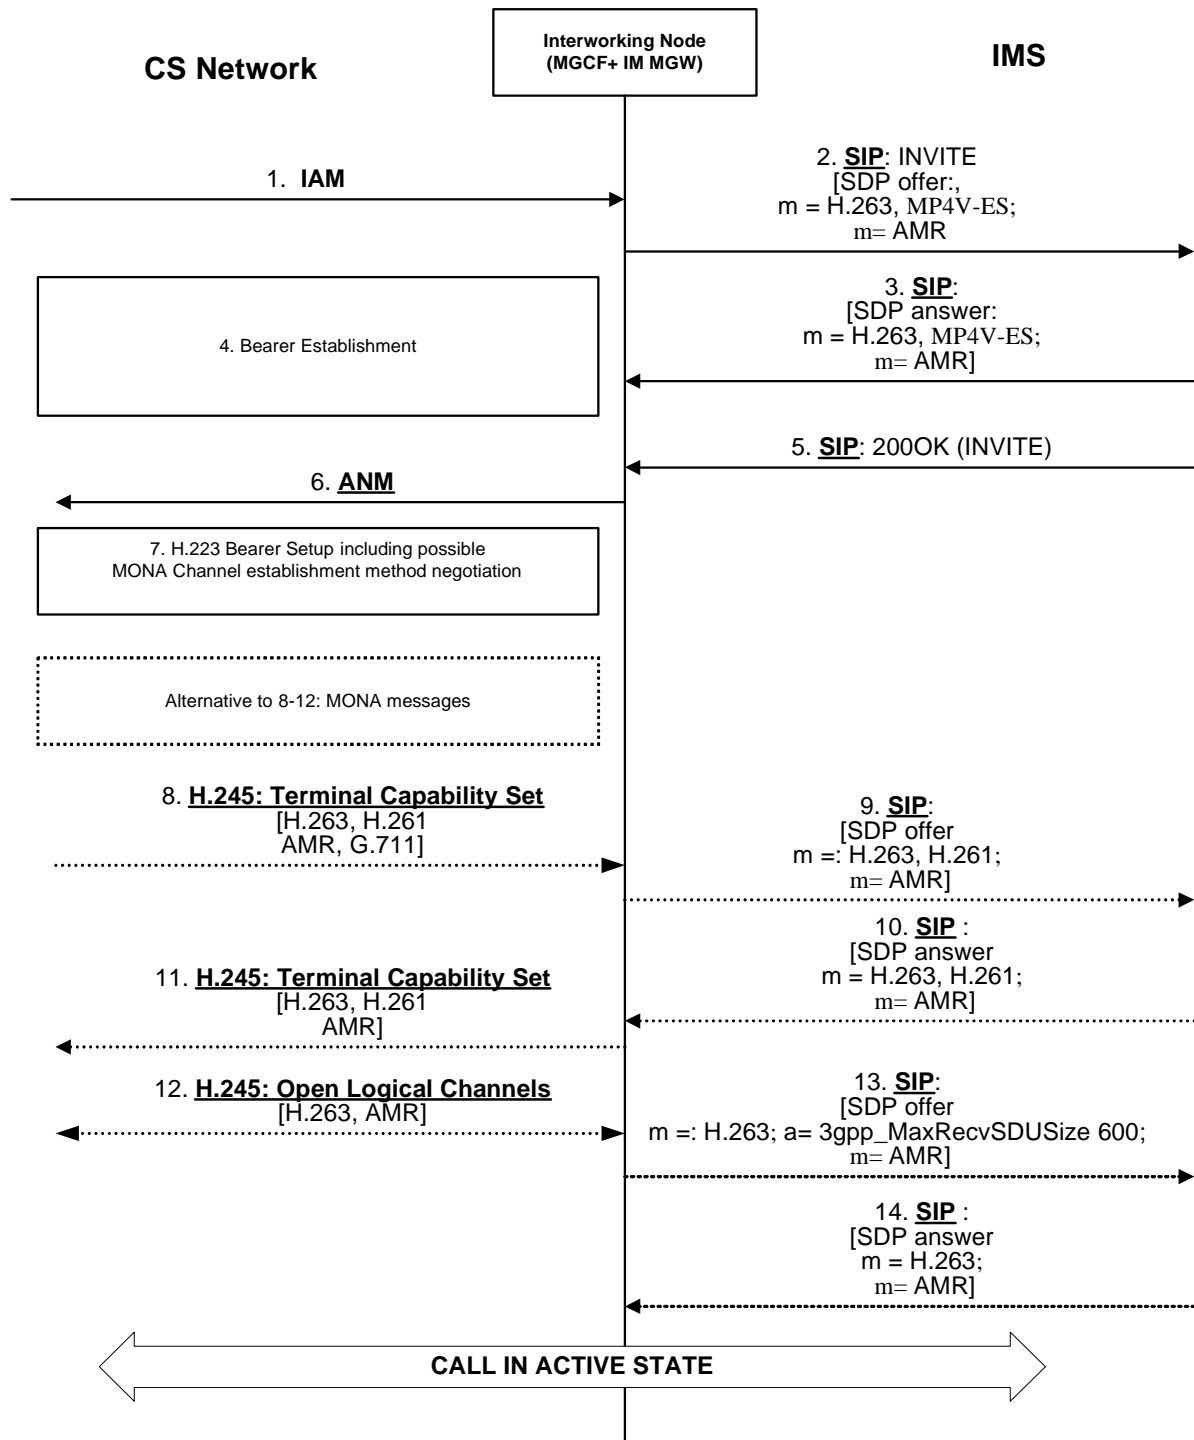 CS Network
Interworking Node
(MGCF+ IM MGW)
IMS
1. IAM
2. SIP: INVITE
[SDP offer:,
m = H.263, MP4V-ES;
m= AMR
3. SIP:
[SDP answer:
m = H.263, MP4V-ES;
m= AMR]
4. Bearer Establishment
5. SIP: 200OK (INVITE)
6. ANM
7. H.223 Bearer Setup including possible
MONA Channel establishment method negotiation
Alternative to 8-12: MONA messages
8. H.245: Terminal Capability Set
[H.263, H.261
AMR, G.711]
9. SIP:
[SDP offer
m =: H.263, H.261;
m= AMR]
10. SIP :
[SDP answer
m = H.263, H.261;
m= AMR]
11. H.245: Terminal Capability Set
[H.263, H.261
AMR]
12. H.245: Open Logical Channels
[H.263, AMR]
13. SIP:
[SDP offer
m =: H.263; a= 3gpp_MaxRecvSDUSize 600;
m= AMR]
14. SIP :
[SDP answer
m = H.263;
m= AMR]
CALL IN ACTIVE STATE